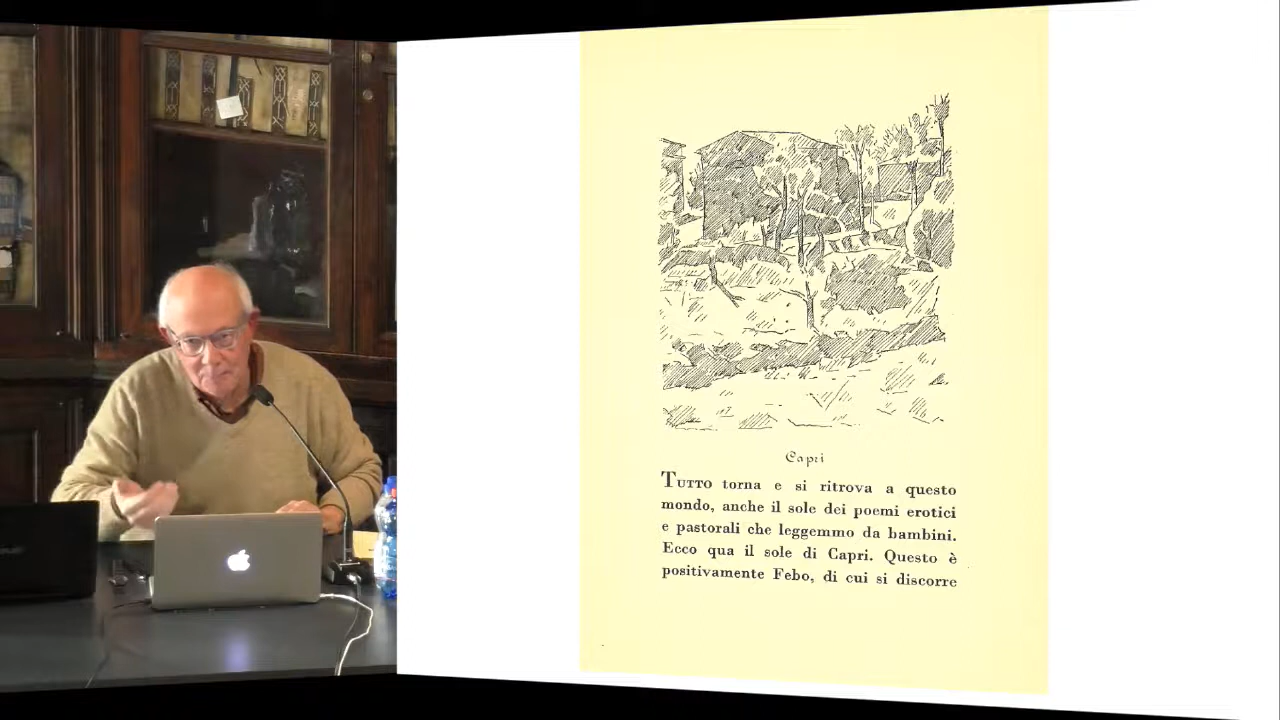 Capri
TUTTO torna e si ritrova a questo
mondo, anche il sole dei poemi erotici
e pastorali che leggemmo da bambini.
Ecco qua il sole di Capri. Questo è
positivamente Febo, di cui si discorre